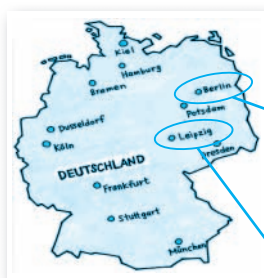 Kiel
Hamburg
Bremen
Berlin
Potsdam
Düsseldorf
Leipzig
Köln
Dresden
DEUTSCHLAND
Frankfurt
Stuttgart
München